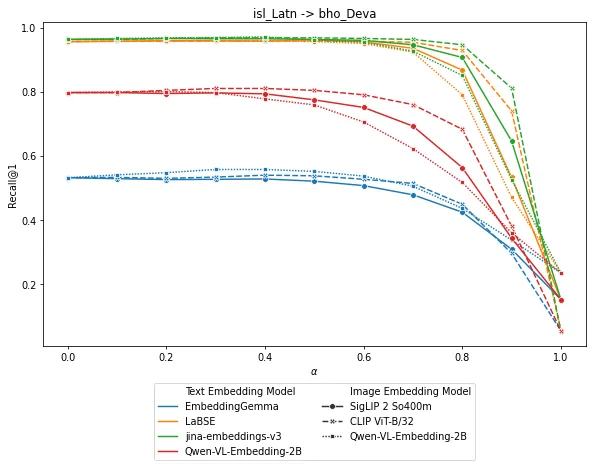 isl_Latn -> bho_Deva
1.0
0.8
0.6
0.4
0.2
Recall@1
0.0 0.2 0.4 0.6 0.8 1.0
α
Text Embedding Model
EmbeddingGemma
LaBSE
jina-embeddings-v3
Qwen-VL-Embedding-2B
Image Embedding Model
SigLIP 2 So400m
CLIP ViT-B/32
Qwen-VL-Embedding-2B